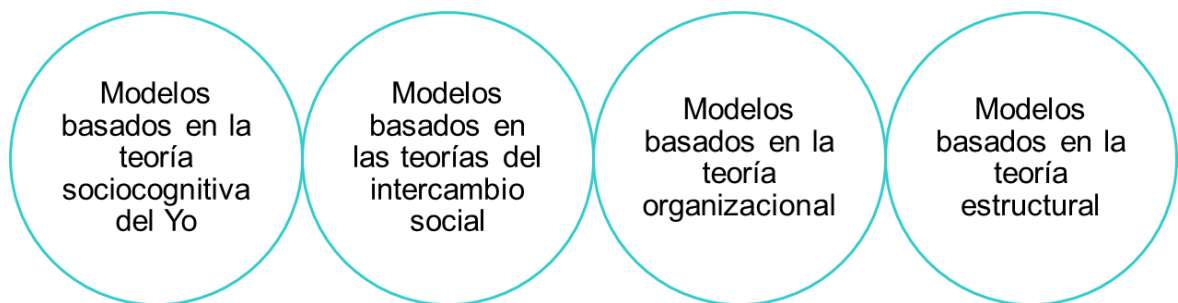 Modelos
basados en la
teoría
sociocognitiva
del Yo
Modelos
basados en
las teorías del
intercambio
social
Modelos
basados en la
teoría
organizacional
Modelos
basados en la
teoría
estructural